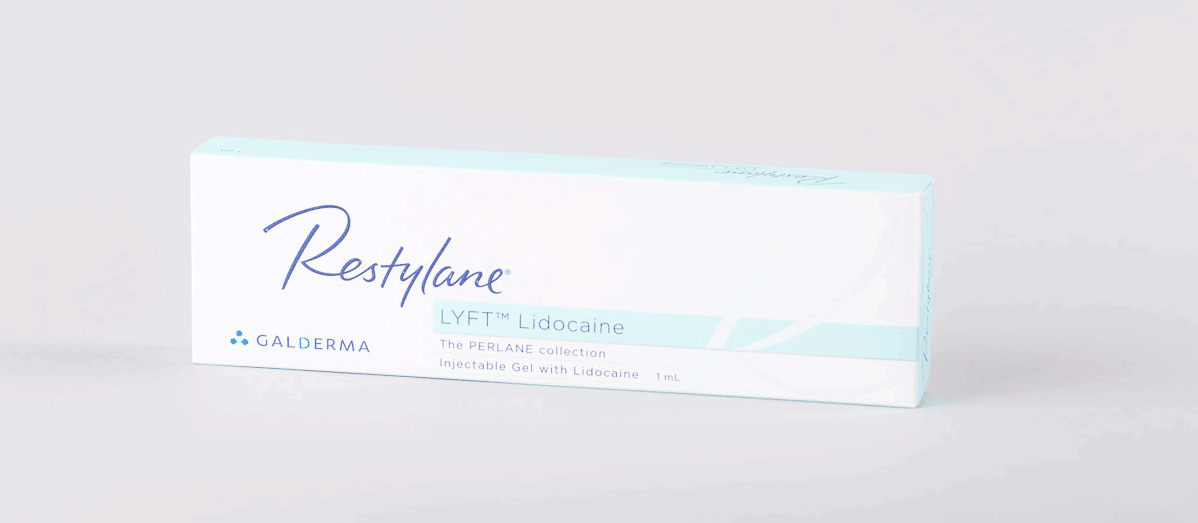 Restylane®
LYFT™ Lidocaine
GALDERMA
The PERLANE collection
Injectable Gel with Lidocaine 1 mL